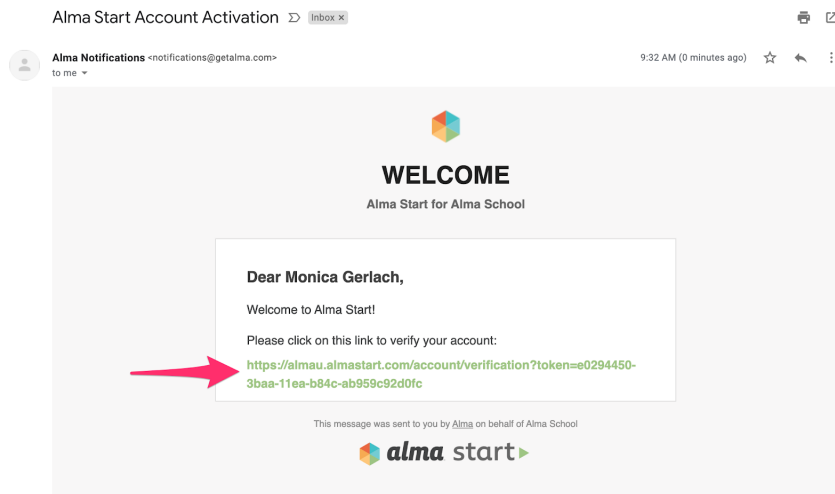 Alma Start Account Activation Inbox ×
Alma Notifications <notifications@getalma.com> 9:32 AM (0 minutes ago)
to me
WELCOME
Alma Start for Alma School
Dear Monica Gerlach,
Welcome to Alma Start!
Please click on this link to verify your account:
https://almau.almastart.com/account/verification?token=e0294450-
3baa-11ea-b84c-ab959c92d0fc
This message was sent to you by Alma on behalf of Alma School
alma start